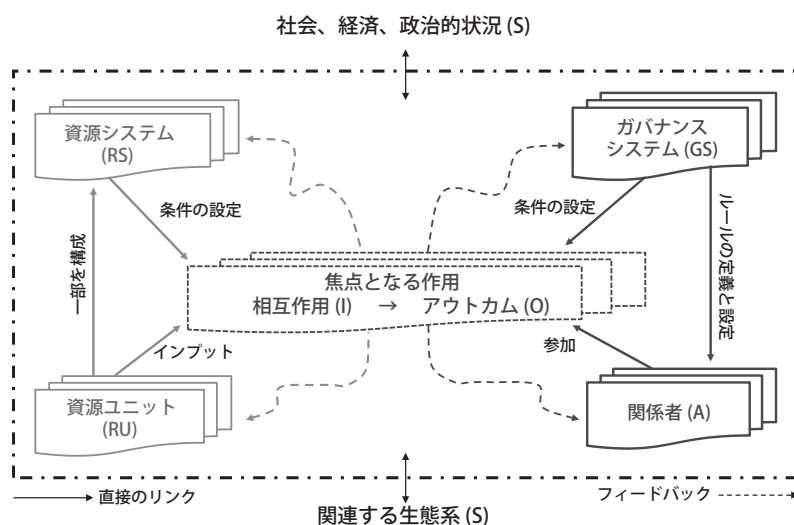 社会、経済、政治的状況 (S)
資源システム
(RS)
ガバナンス
システム (GS)
条件の設定
条件の設定
一部を構成
ルールの定義と設定
焦点となる作用
相互作用 (I) → アウトカム (O)
インプット
参加
資源ユニット
(RU)
関係者 (A)
直接のリンク
フィードバック
関連する生態系 (S)